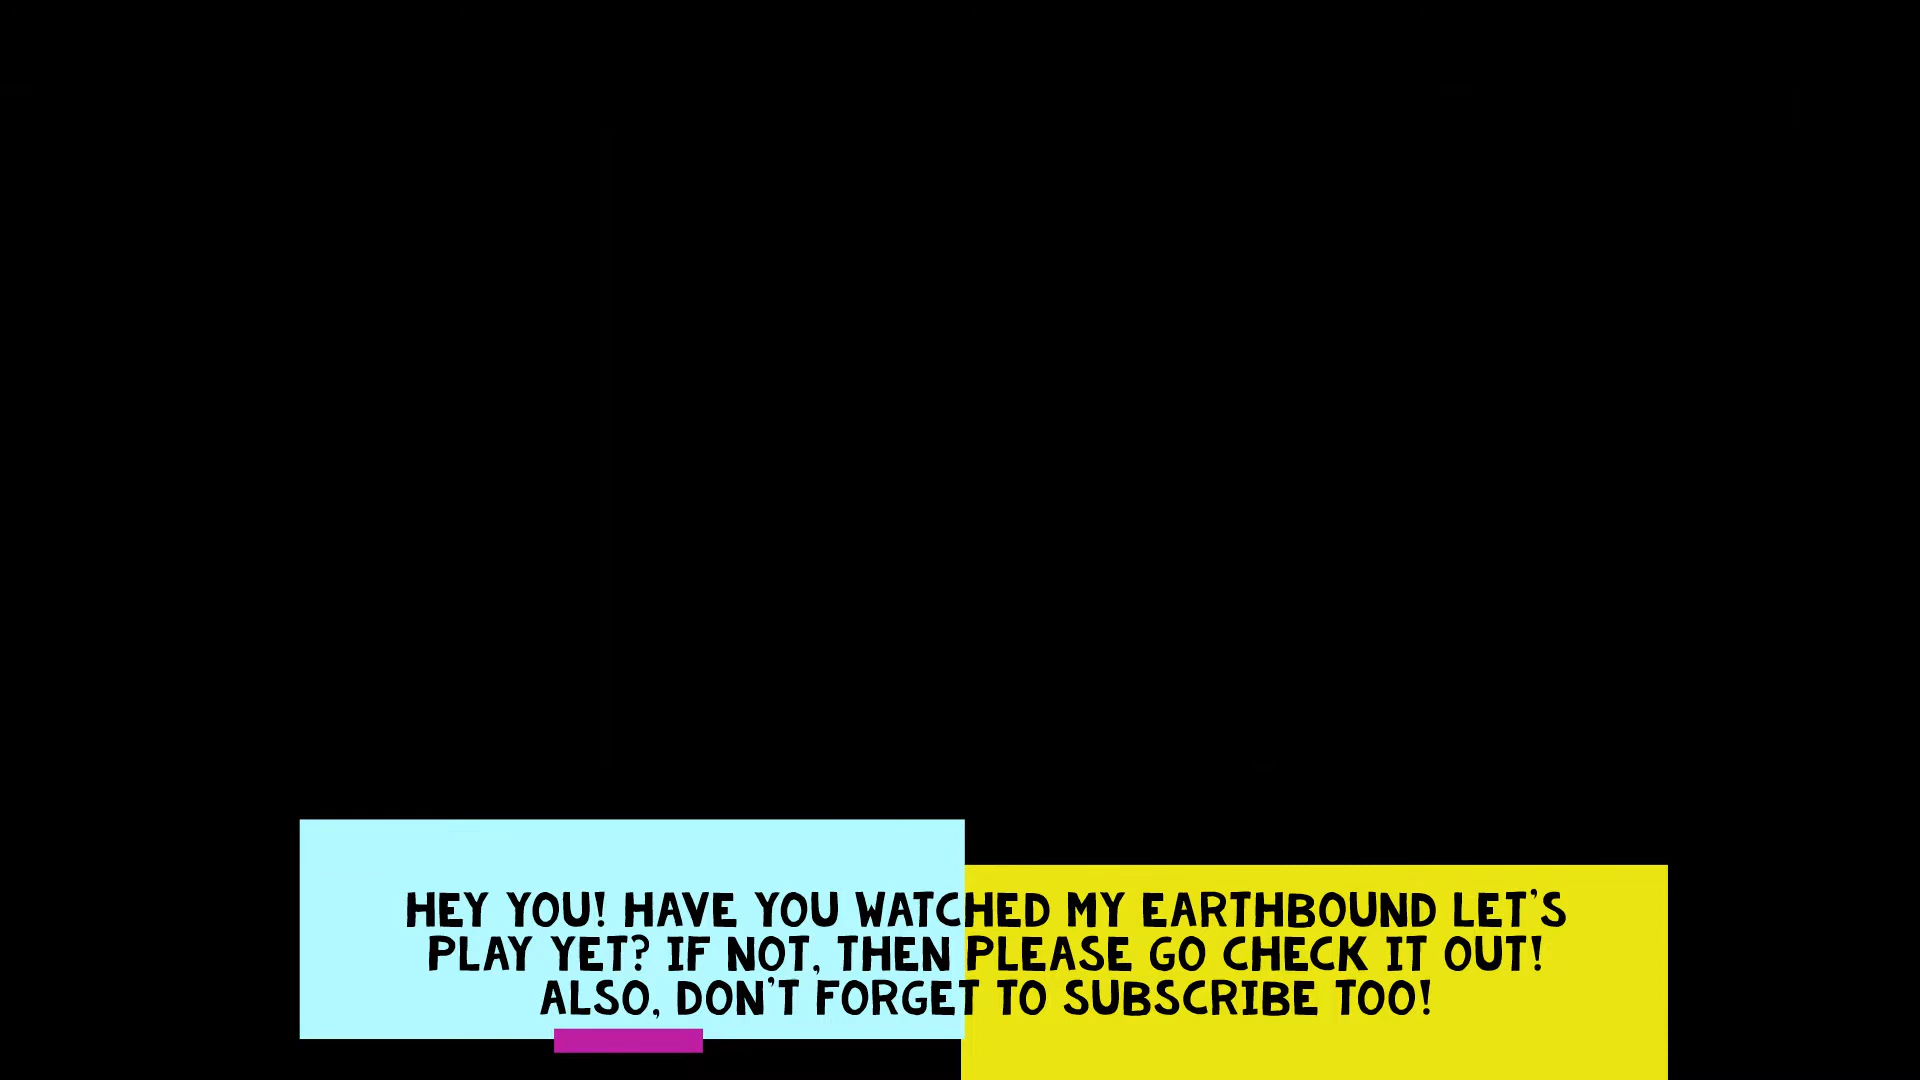 HEY YOU! HAVE YOU WATCHED MY EARTHBOUND LET'S
PLAY YET? IF NOT, THEN PLEASE GO CHECK IT OUT!
ALSO, DON'T FORGET TO SUBSCRIBE TOO!